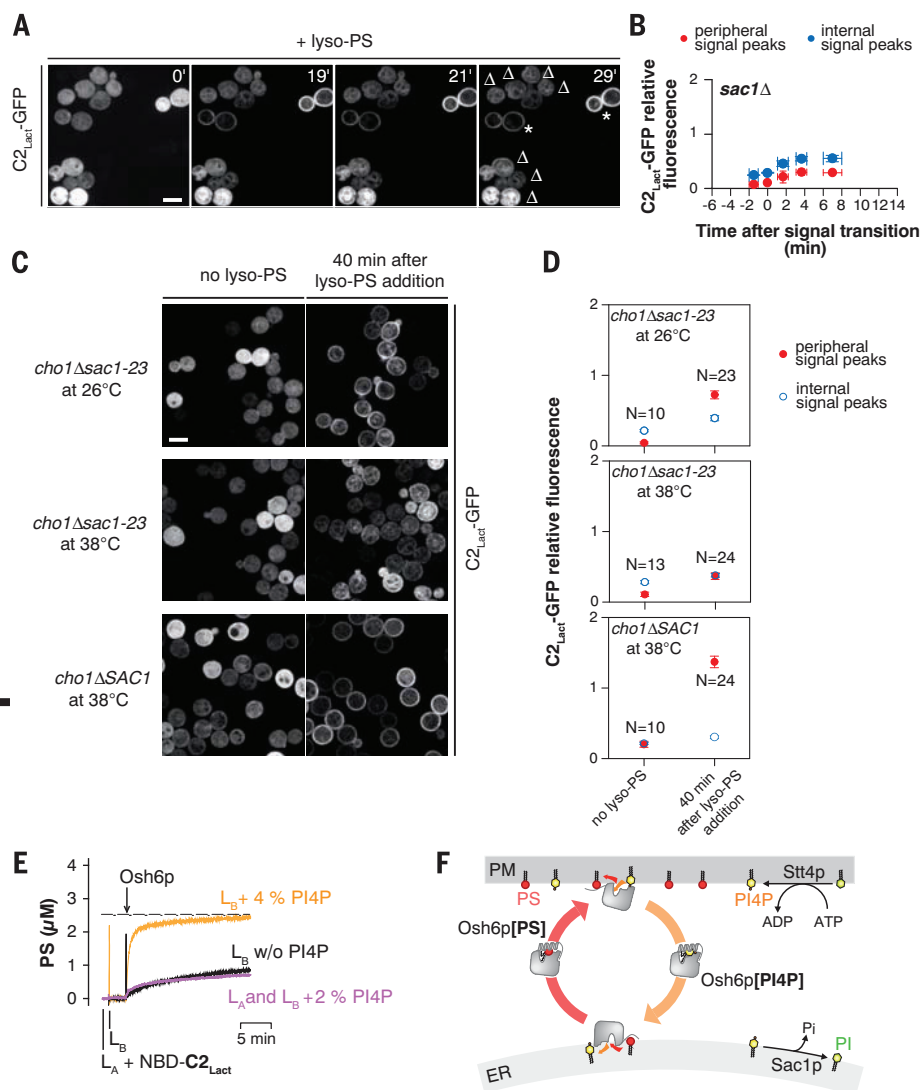 A
+ lyso-PS
C2Lact-GFP
0'
19'
21'
29'
Δ Δ Δ Δ
*
*
Δ
Δ
Δ
B
peripheral signal peaks
internal signal peaks
sac1Δ
C2Lact-GFP relative fluorescence
2
1
0
-6 -4 -2 0 2 4 6 8 10 12 14
Time after signal transition (min)
C
no lyso-PS
40 min after lyso-PS addition
cho1Δsac1-23
at 26°C
cho1Δsac1-23
at 38°C
cho1ΔSAC1
at 38°C
C2Lact-GFP
D
C2Lact-GFP relative fluorescence
2
1
0
cho1Δsac1-23
at 26°C
N=10
N=23
peripheral signal peaks
internal signal peaks
2
1
0
cho1Δsac1-23
at 38°C
N=13
N=24
2
1
0
cho1ΔSAC1
at 38°C
N=10
N=24
no lyso-PS
40 min
after lyso-PS
addition
E
PS (µM)
4
3
2
1
0
Osh6p
LB + 4 % PI4P
LB w/o PI4P
LA and LB +2 % PI4P
5 min
LB
LA + NBD-C2Lact
F
PM
PS
PI4P
Stt4p
ADP
ATP
Osh6p[PS]
Osh6p[PI4P]
ER
Pi
PI
Sac1p